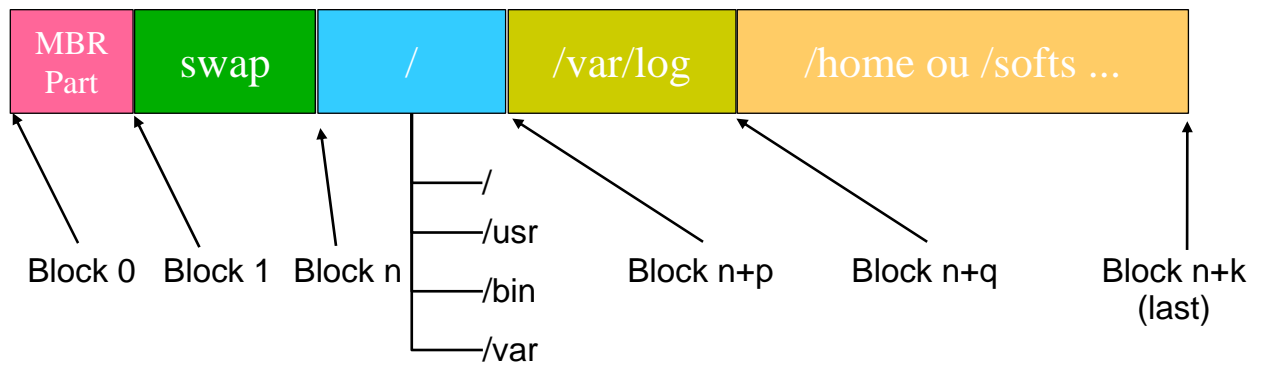 MBR
Part
swap
/
/var/log
/home ou /softs ...
/
/usr
/bin
/var
Block 0
Block 1
Block n
Block n+p
Block n+q
Block n+k
(last)